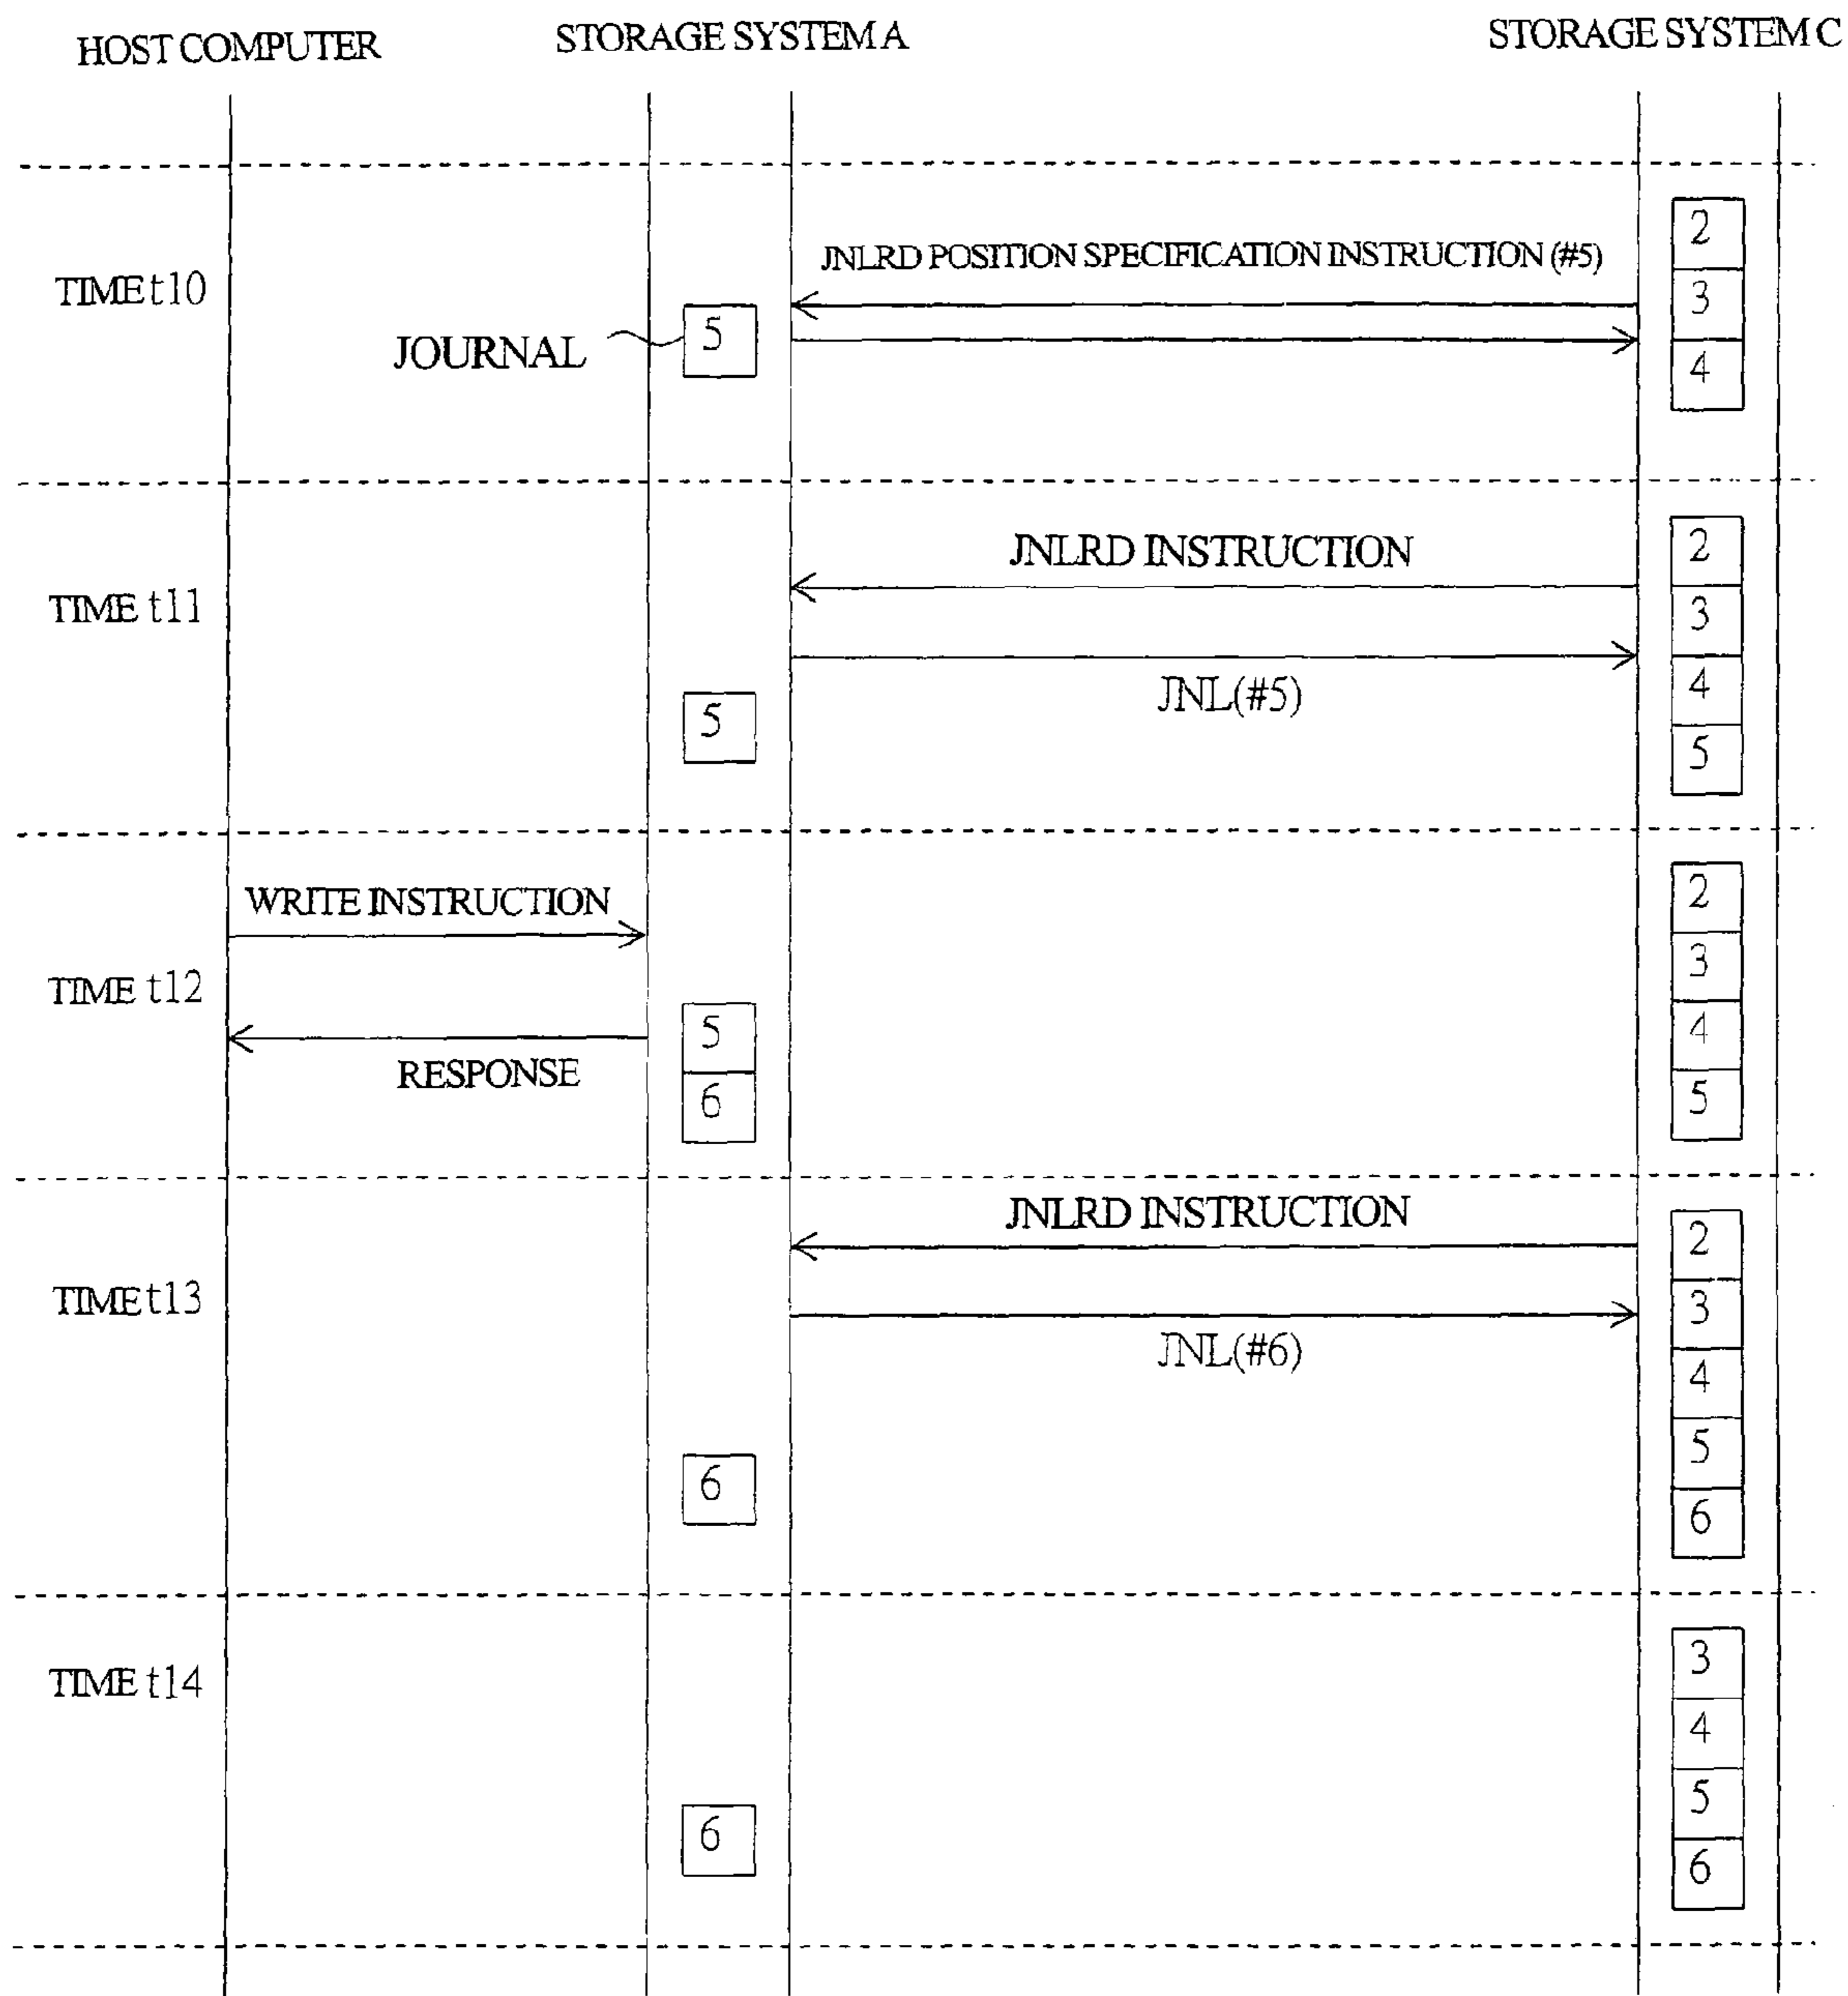 HOST COMPUTER STORAGE SYSTEM A STORAGE SYSTEM C
TIME t10
JOURNAL
5
JNLRD POSITION SPECIFICATION INSTRUCTION (#5)
2
3
4
TIME t11
5
JNLRD INSTRUCTION
JNL(#5)
2
3
4
5
TIME t12
WRITE INSTRUCTION
RESPONSE
5
6
2
3
4
5
TIME t13
6
JNLRD INSTRUCTION
JNL(#6)
2
3
4
5
6
TIME t14
6
3
4
5
6